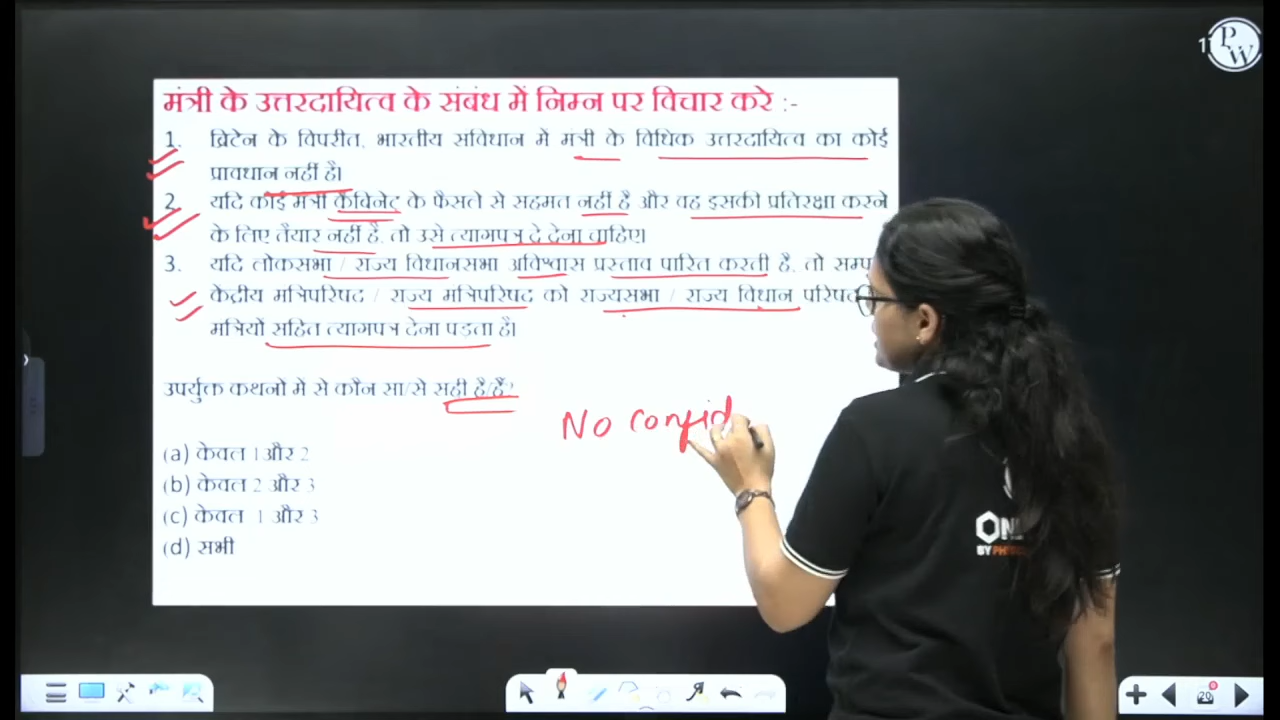 PW
मंत्री के उत्तरदायित्व के संबंध में निम्न पर विचार करे :-
1. ब्रिटेन के विपरीत, भारतीय संविधान में मंत्री के विधिक उत्तरदायित्व का कोई
प्रावधान नहीं है।
2. यदि कोई मंत्री कैबिनेट के फैसले से सहमत नहीं है और वह इसकी प्रतिरक्षा करने
के लिए तैयार नहीं है, तो उसे त्यागपत्र दे देना चाहिए।
3. यदि लोकसभा / राज्य विधानसभा अविश्वास प्रस्ताव पारित करती है, तो
केंद्रीय मंत्रिपरिषद / राज्य मंत्रिपरिषद को राज्यसभा / राज्य विधान
मंत्रियों सहित त्यागपत्र देना पड़ता है।
उपर्युक्त कथनों में से कौन सा/से सही है/हैं?
No confid
(a) केवल 1 और 2
(b) केवल 2 और 3
(c) केवल 1 और 3
(d) सभी
20